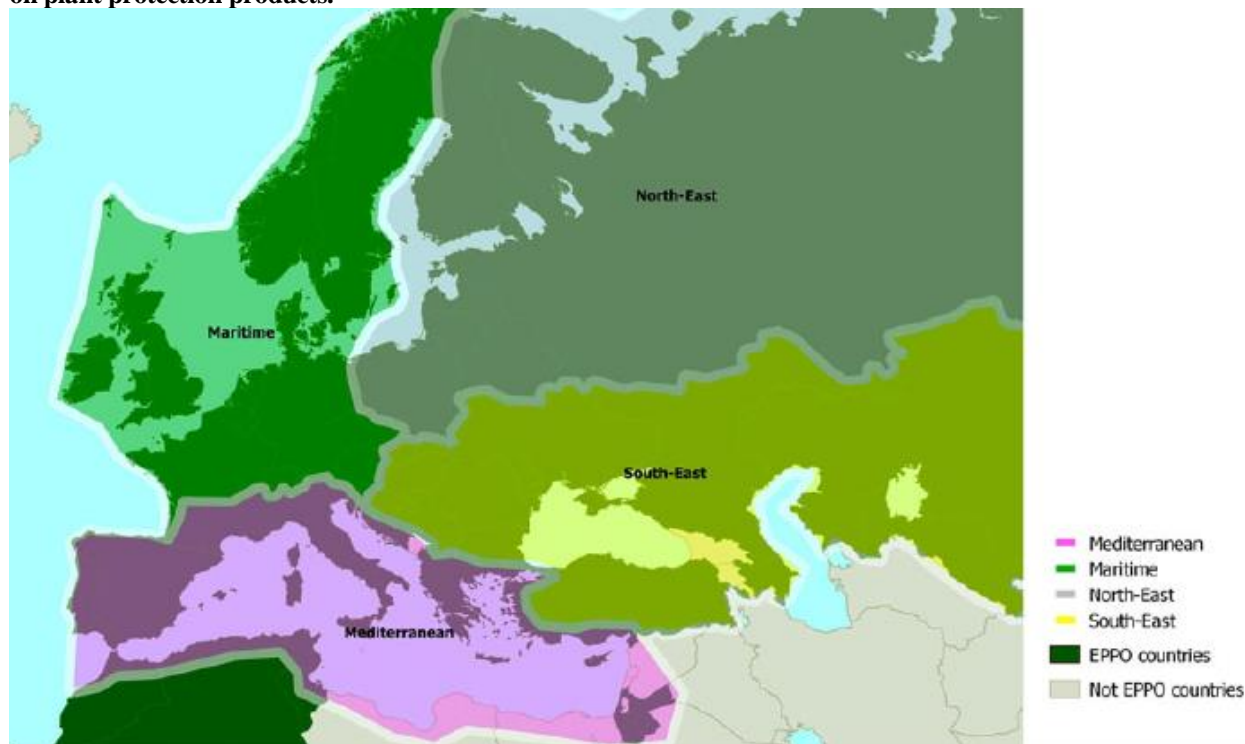 on plant protection products.
North-East
Maritime
South-East
Mediterranean
Mediterranean
Maritime
North-East
South-East
EPPO countries
Not EPPO countries